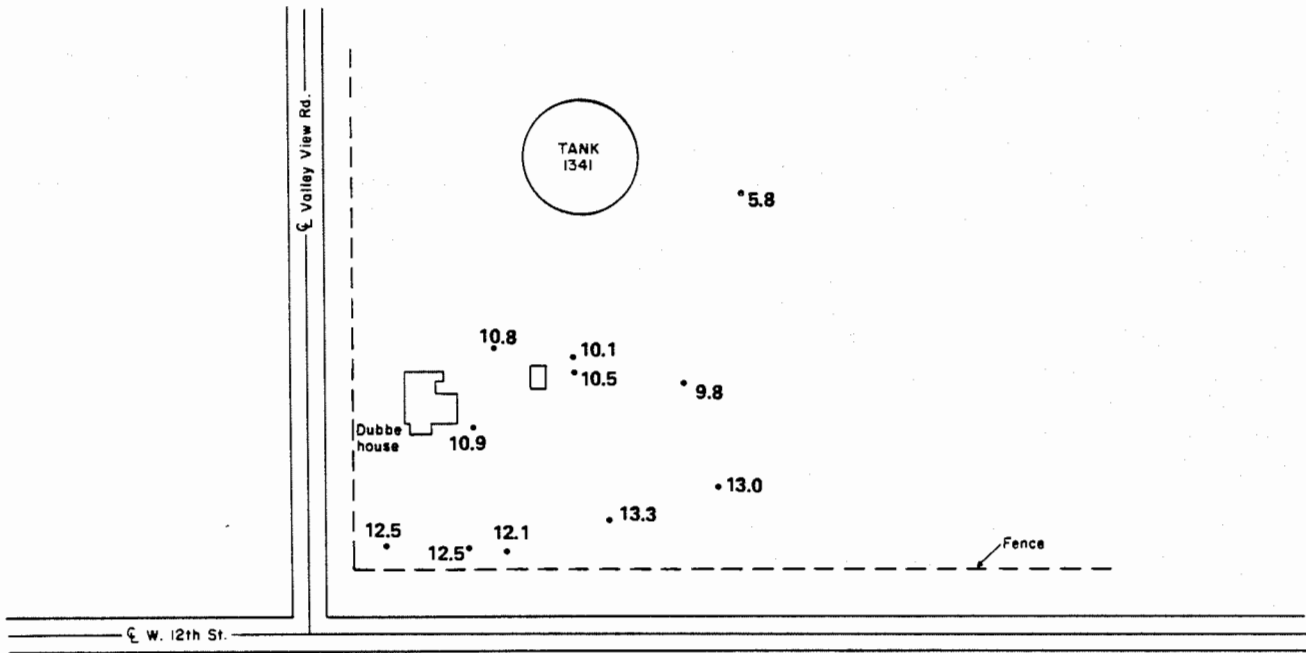 ℄ Valley View Rd.
TANK
1341
5.8
10.8
10.1
10.5
9.8
Dubbe
house
10.9
13.0
13.3
12.5
12.5
12.1
Fence
℄ W. 12th St.